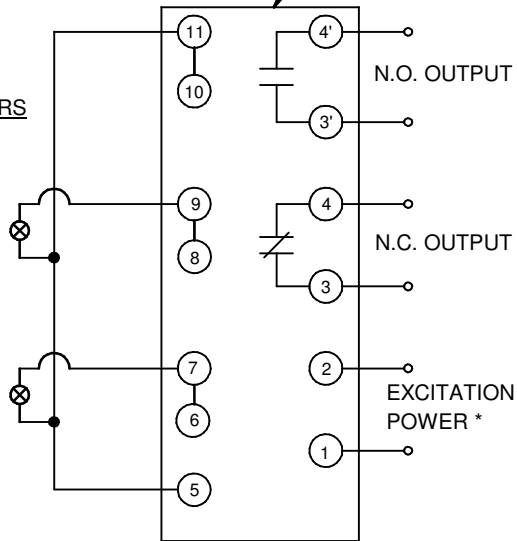 11
4'
N.O. OUTPUT
10
3'
RS
9
4
N.C. OUTPUT
8
3
7
2
EXCITATION
POWER *
6
1
5